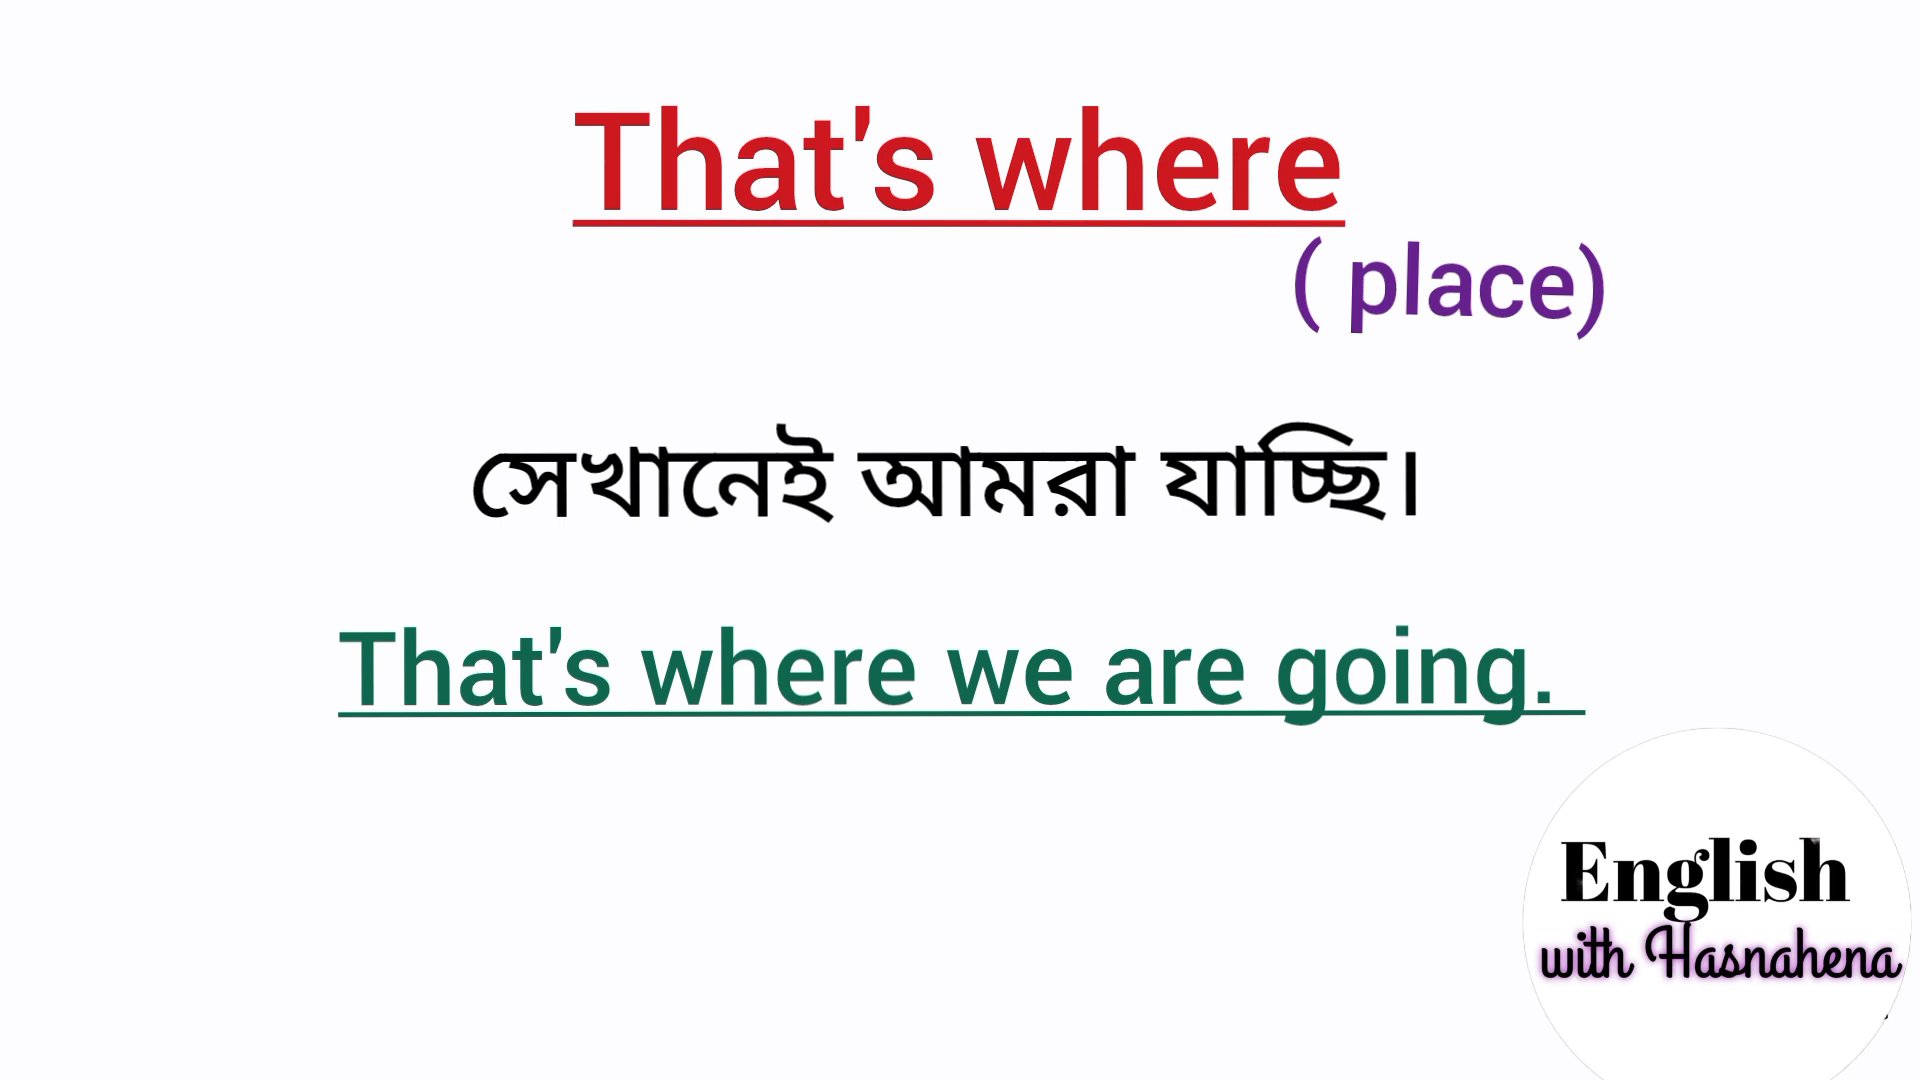 That's where
( place)
সেখানেই আমরা যাচ্ছি।
That's where we are going.
English
with Hasnahena